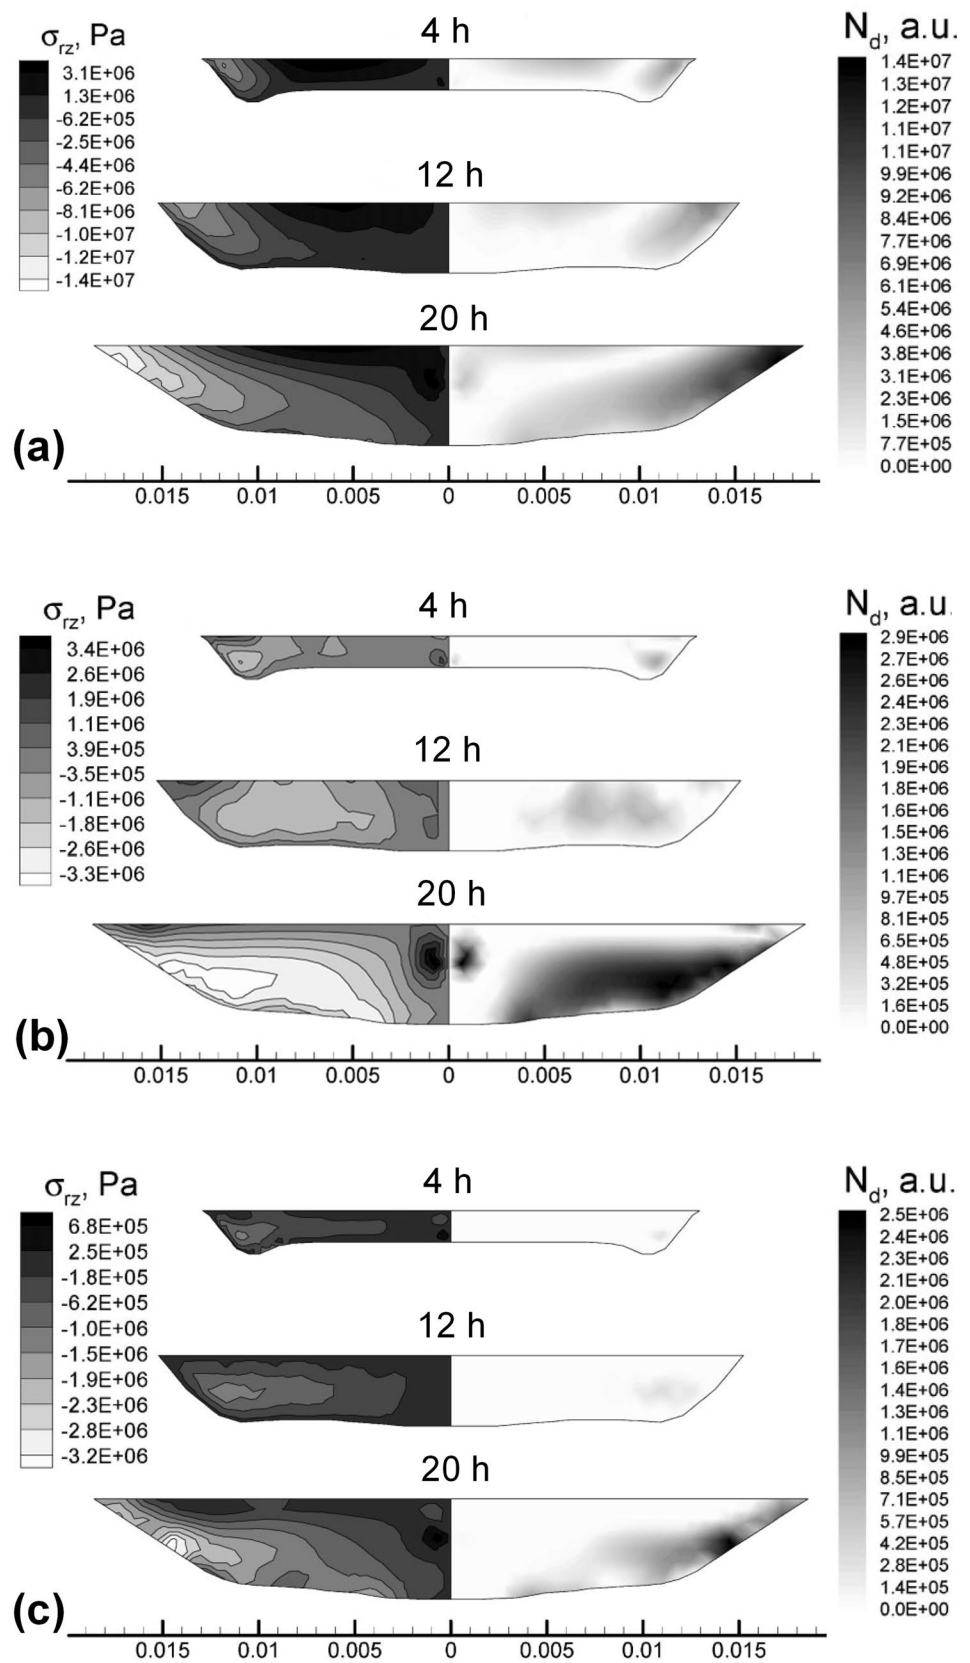 σrz, Pa
3.1E+06
1.3E+06
-6.2E+05
-2.5E+06
-4.4E+06
-6.2E+06
-8.1E+06
-1.0E+07
-1.2E+07
-1.4E+07
4 h
12 h
20 h
Nd, a.u.
1.4E+07
1.3E+07
1.2E+07
1.1E+07
1.1E+07
9.9E+06
9.2E+06
8.4E+06
7.7E+06
6.9E+06
6.1E+06
5.4E+06
4.6E+06
3.8E+06
3.1E+06
2.3E+06
1.5E+06
7.7E+05
0.0E+00
(a)
0.015 0.01 0.005 0 0.005 0.01 0.015
σrz, Pa
3.4E+06
2.6E+06
1.9E+06
1.1E+06
3.9E+05
-3.5E+05
-1.1E+06
-1.8E+06
-2.6E+06
-3.3E+06
4 h
12 h
20 h
Nd, a.u.
2.9E+06
2.7E+06
2.6E+06
2.4E+06
2.3E+06
2.1E+06
1.9E+06
1.8E+06
1.6E+06
1.5E+06
1.3E+06
1.1E+06
9.7E+05
8.1E+05
6.5E+05
4.8E+05
3.2E+05
1.6E+05
0.0E+00
(b)
0.015 0.01 0.005 0 0.005 0.01 0.015
σrz, Pa
6.8E+05
2.5E+05
-1.8E+05
-6.2E+05
-1.0E+06
-1.5E+06
-1.9E+06
-2.3E+06
-2.8E+06
-3.2E+06
4 h
12 h
20 h
Nd, a.u.
2.5E+06
2.4E+06
2.3E+06
2.1E+06
2.0E+06
1.8E+06
1.7E+06
1.6E+06
1.4E+06
1.3E+06
1.1E+06
9.9E+05
8.5E+05
7.1E+05
5.7E+05
4.2E+05
2.8E+05
1.4E+05
0.0E+00
(c)
0.015 0.01 0.005 0 0.005 0.01 0.015